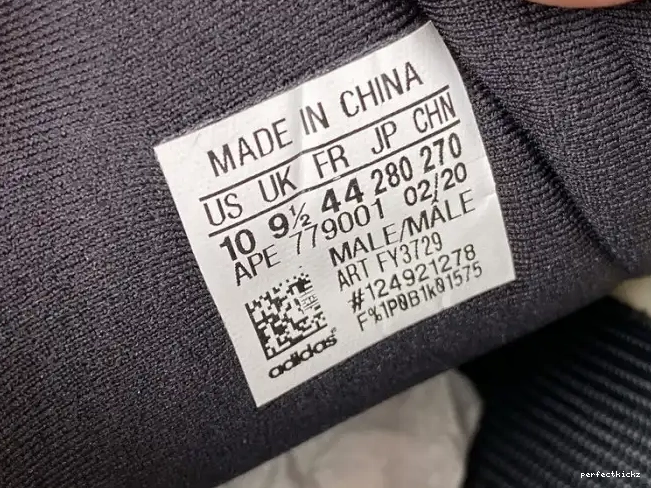 MADE IN CHINA
US UK FR JP CHN
10 9½ 44 280 270
APE 779001 02/20
MALE/MÂLE
ART FY3729
#124921278
F%1P0B1k01575
adidas®
perfectkickz